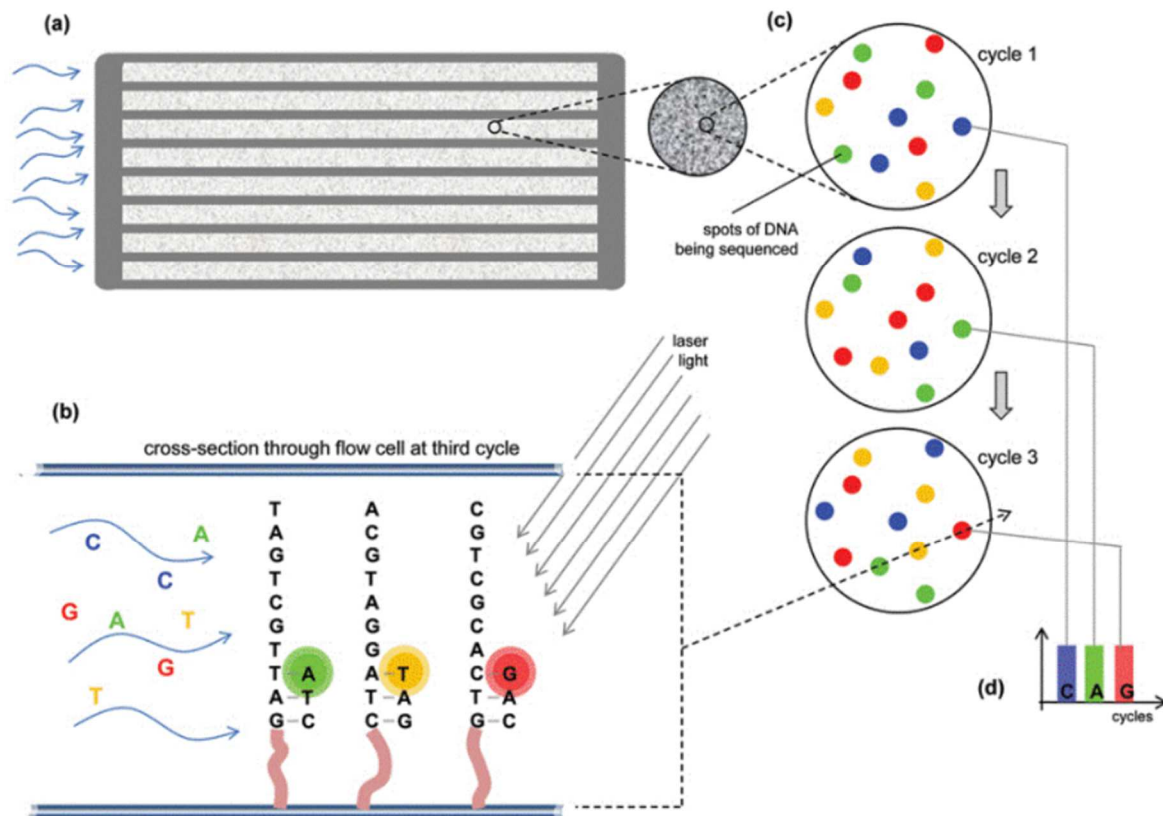 (a)
(c)
cycle 1
spots of DNA
being sequenced
cycle 2
cycle 3
laser
light
(b)
cross-section through flow cell at third cycle
C A
C
G A T
G
T
T A C
A C G
G G T
T T C
C A G
G G C
T G A
T A A T C G
A T T A T A
G C C G G C
(d)
C A G
cycles